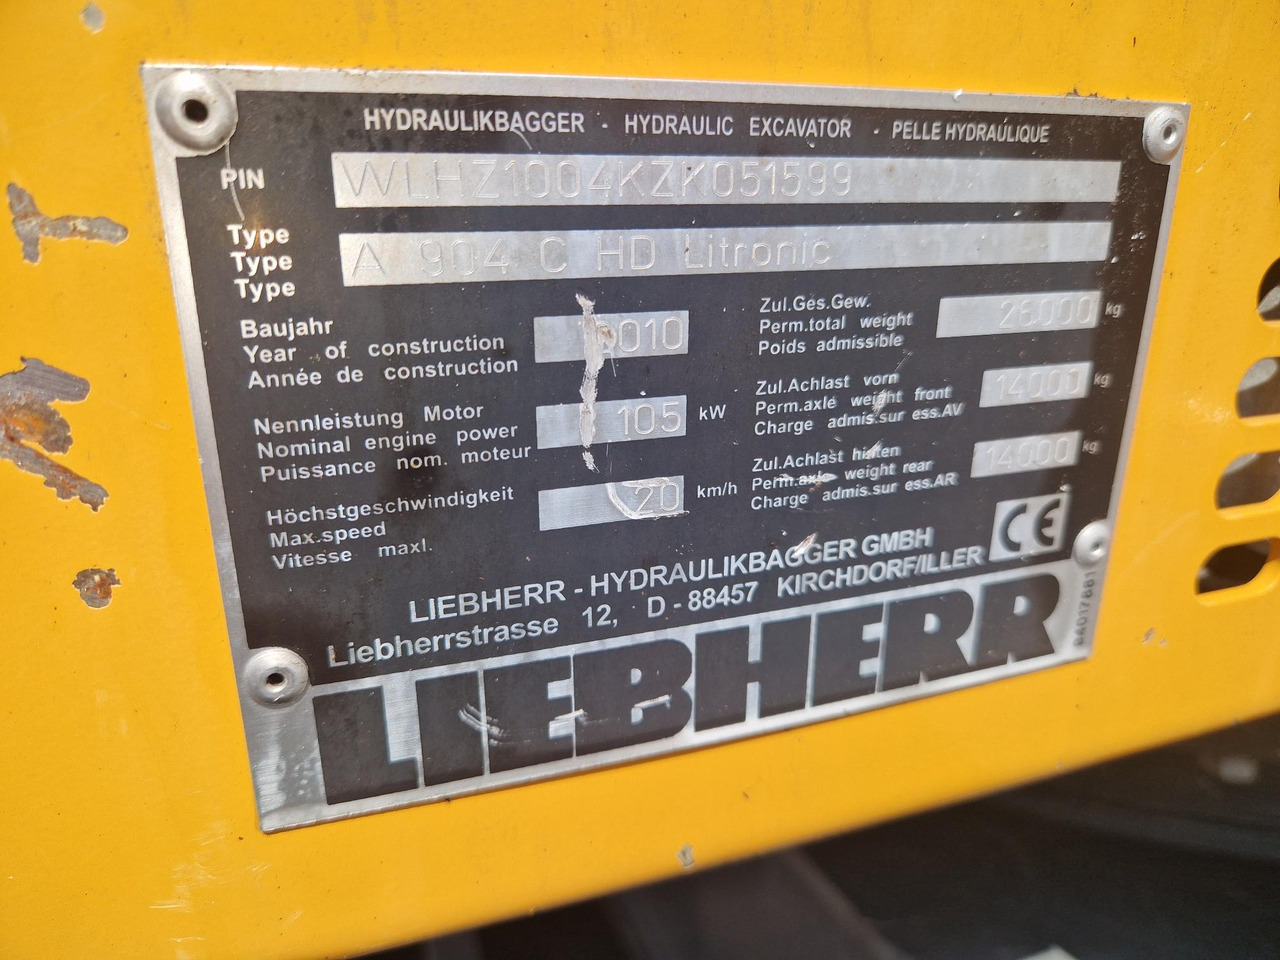 HYDRAULIKBAGGER - HYDRAULIC EXCAVATOR - PELLE HYDRAULIQUE
PIN WLHZ1004KZK051599
Type
Type A 904 C HD Litronic
Type
Baujahr
Year of construction 2010
Année de construction
Nennleistung Motor
Nominal engine power 105 kW
Puissance nom. moteur
Höchstgeschwindigkeit
Max.speed 20 km/h
Vitesse maxl.
Zul.Ges.Gew.
Perm.total weight 26000 kg
Poids admissible
Zul.Achlast vorn
Perm.axle weight front 14000 kg
Charge admis.sur ess.AV
Zul.Achlast hinten
Perm.axle weight rear 14000 kg
Charge admis.sur ess.AR
CE
LIEBHERR - HYDRAULIKBAGGER GMBH
Liebherrstrasse 12, D - 88457 KIRCHDORF/ILLER
LIEBHERR